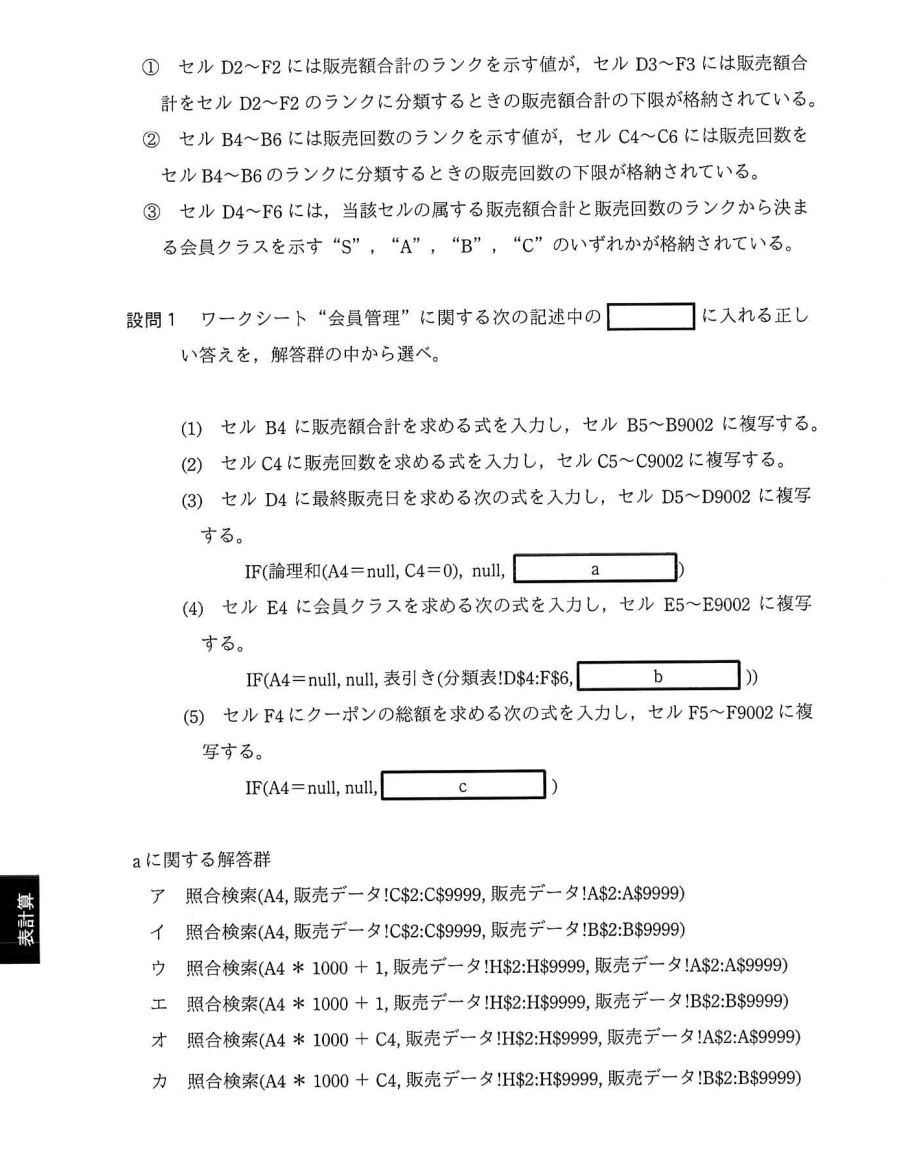 ① セル D2～F2 には販売額合計のランクを示す値が，セル D3～F3 には販売額合
計をセル D2～F2 のランクに分類するときの販売額合計の下限が格納されている。
② セル B4～B6 には販売回数のランクを示す値が，セル C4～C6 には販売回数を
セル B4～B6 のランクに分類するときの販売回数の下限が格納されている。
③ セル D4～F6 には，当該セルの属する販売額合計と販売回数のランクから決ま
る会員クラスを示す“S”，“A”，“B”，“C”のいずれかが格納されている。
設問1 ワークシート“会員管理”に関する次の記述中の に入れる正し
い答えを，解答群の中から選べ。
(1) セル B4 に販売額合計を求める式を入力し，セル B5～B9002 に複写する。
(2) セル C4 に販売回数を求める式を入力し，セル C5～C9002 に複写する。
(3) セル D4 に最終販売日を求める次の式を入力し，セル D5～D9002 に複写
する。
IF(論理和(A4＝null, C4＝0), null, a )
(4) セル E4 に会員クラスを求める次の式を入力し，セル E5～E9002 に複写
する。
IF(A4＝null, null, 表引き(分類表!D$4:F$6, b ))
(5) セル F4 にクーポンの総額を求める次の式を入力し，セル F5～F9002 に複
写する。
IF(A4＝null, null, c )
a に関する解答群
ア 照合検索(A4, 販売データ!C$2:C$9999, 販売データ!A$2:A$9999)
イ 照合検索(A4, 販売データ!C$2:C$9999, 販売データ!B$2:B$9999)
ウ 照合検索(A4 ＊ 1000 ＋ 1, 販売データ!H$2:H$9999, 販売データ!A$2:A$9999)
エ 照合検索(A4 ＊ 1000 ＋ 1, 販売データ!H$2:H$9999, 販売データ!B$2:B$9999)
オ 照合検索(A4 ＊ 1000 ＋ C4, 販売データ!H$2:H$9999, 販売データ!A$2:A$9999)
カ 照合検索(A4 ＊ 1000 ＋ C4, 販売データ!H$2:H$9999, 販売データ!B$2:B$9999)
表計算